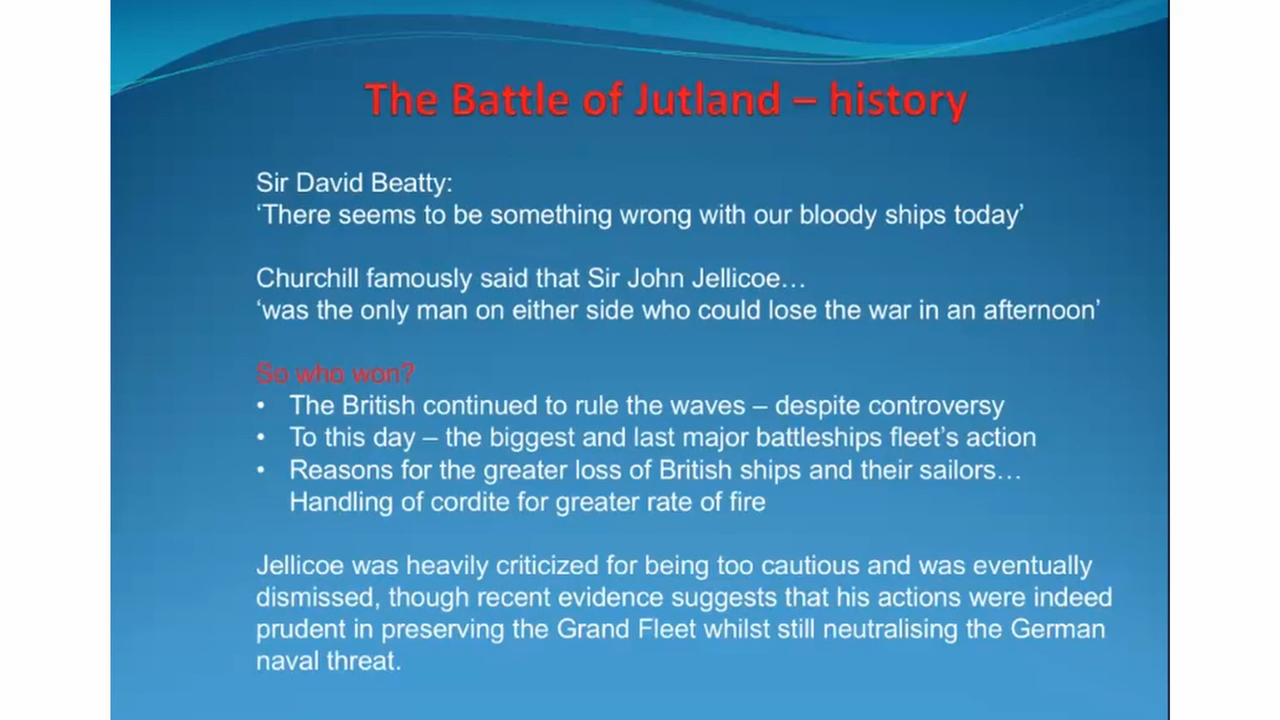 The Battle of Jutland – history
Sir David Beatty:
‘There seems to be something wrong with our bloody ships today’
Churchill famously said that Sir John Jellicoe…
‘was the only man on either side who could lose the war in an afternoon’
So who won?
• The British continued to rule the waves – despite controversy
• To this day – the biggest and last major battleships fleet’s action
• Reasons for the greater loss of British ships and their sailors…
Handling of cordite for greater rate of fire
Jellicoe was heavily criticized for being too cautious and was eventually
dismissed, though recent evidence suggests that his actions were indeed
prudent in preserving the Grand Fleet whilst still neutralising the German
naval threat.